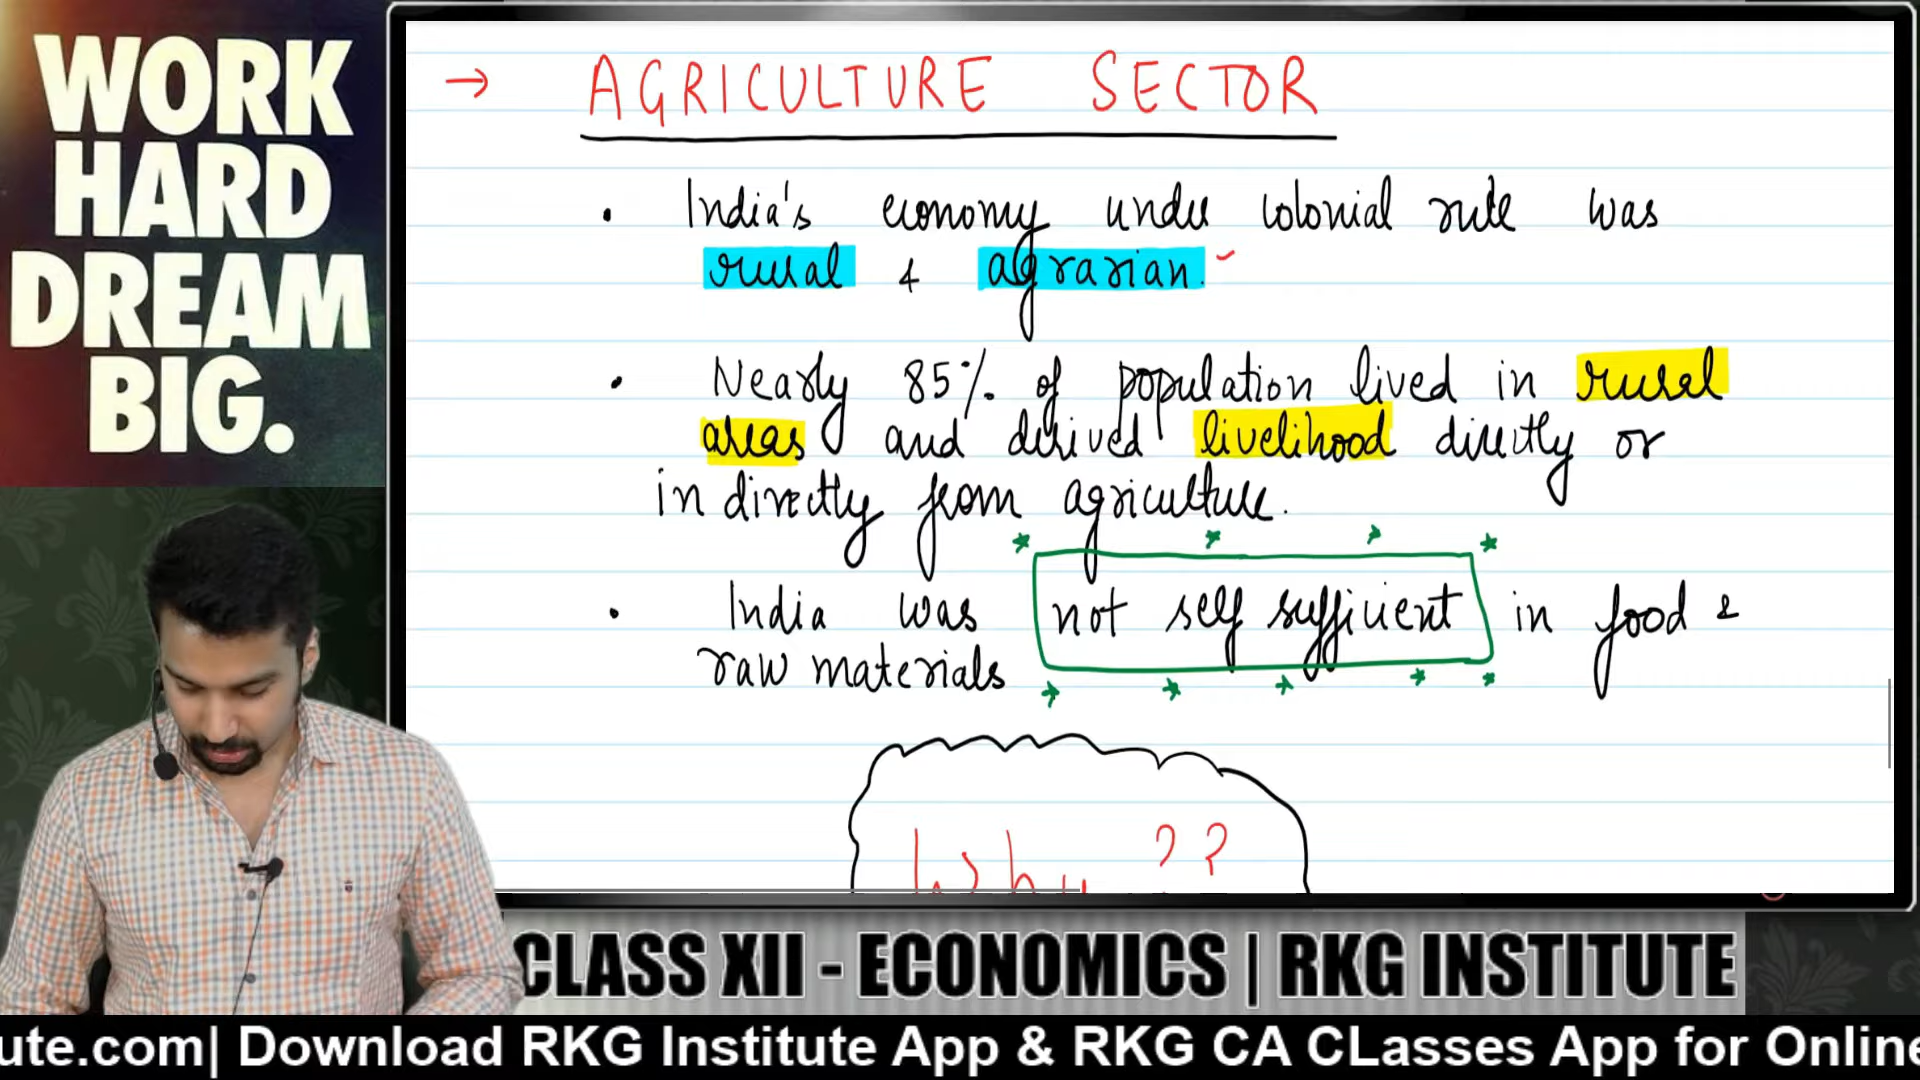 WORK
HARD
DREAM
BIG.
→ AGRICULTURE SECTOR
• India's economy under colonial rule was
rural & agrarian.
• Nearly 85% of population lived in rural
areas and derived livelihood directly or
indirectly from agriculture.
• India was not self sufficient in food &
raw materials
Why ??
CLASS XII - ECONOMICS | RKG INSTITUTE
ute.com| Download RKG Institute App & RKG CA CLasses App for Online